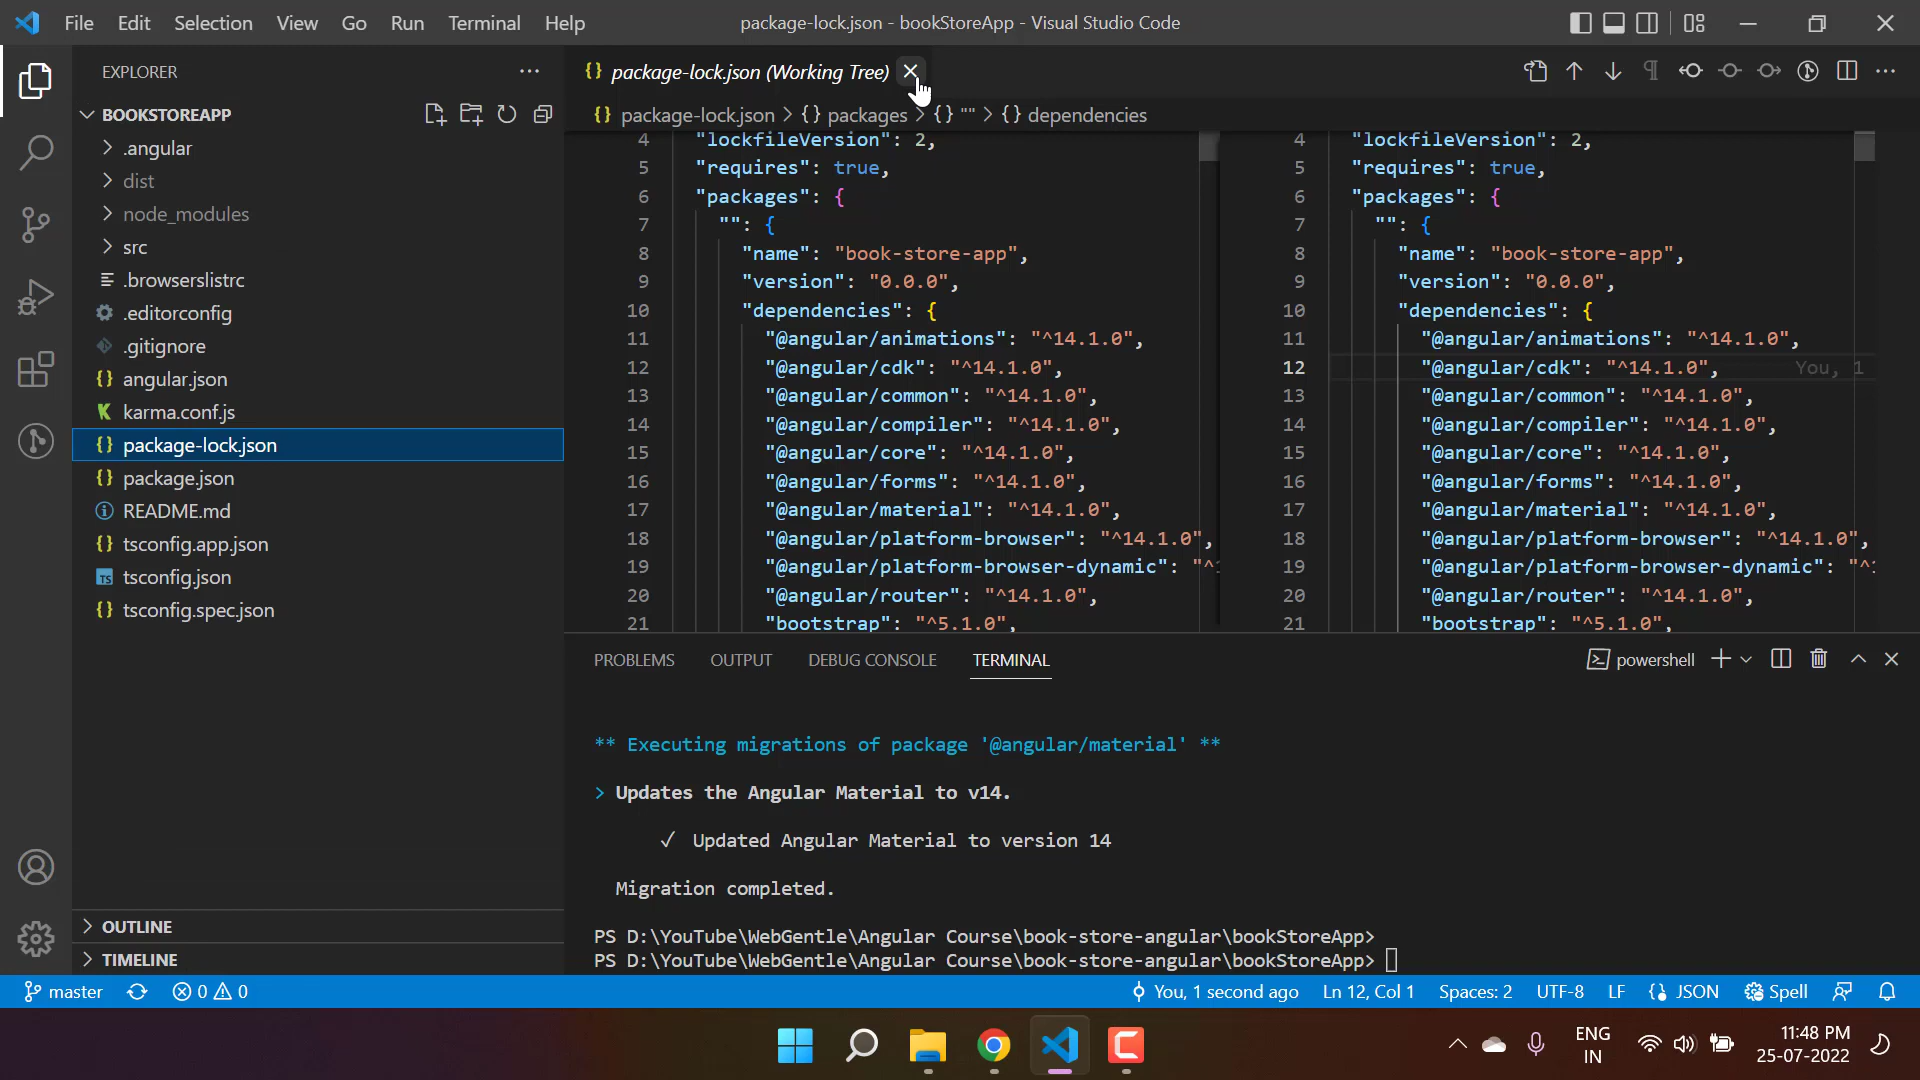 File Edit Selection View Go Run Terminal Help
package-lock.json - bookStoreApp - Visual Studio Code
EXPLORER
BOOKSTOREAPP
.angular
dist
node_modules
src
.browserslistrc
.editorconfig
.gitignore
angular.json
karma.conf.js
package-lock.json
package.json
README.md
tsconfig.app.json
TS tsconfig.json
tsconfig.spec.json
OUTLINE
TIMELINE
{} package-lock.json (Working Tree)
{} package-lock.json > {} packages > {} "" > {} dependencies
4 "lockfileVersion": 2,
5 "requires": true,
6 "packages": {
7 "": {
8 "name": "book-store-app",
9 "version": "0.0.0",
10 "dependencies": {
11 "@angular/animations": "^14.1.0",
12 "@angular/cdk": "^14.1.0",
13 "@angular/common": "^14.1.0",
14 "@angular/compiler": "^14.1.0",
15 "@angular/core": "^14.1.0",
16 "@angular/forms": "^14.1.0",
17 "@angular/material": "^14.1.0",
18 "@angular/platform-browser": "^14.1.0",
19 "@angular/platform-browser-dynamic": "^1
20 "@angular/router": "^14.1.0",
21 "bootstrap": "^5.1.0",
4 "lockfileVersion": 2,
5 "requires": true,
6 "packages": {
7 "": {
8 "name": "book-store-app",
9 "version": "0.0.0",
10 "dependencies": {
11 "@angular/animations": "^14.1.0",
12 "@angular/cdk": "^14.1.0", You, 1
13 "@angular/common": "^14.1.0",
14 "@angular/compiler": "^14.1.0",
15 "@angular/core": "^14.1.0",
16 "@angular/forms": "^14.1.0",
17 "@angular/material": "^14.1.0",
18 "@angular/platform-browser": "^14.1.0",
19 "@angular/platform-browser-dynamic": "^1
20 "@angular/router": "^14.1.0",
21 "bootstrap": "^5.1.0",
PROBLEMS OUTPUT DEBUG CONSOLE TERMINAL powershell
** Executing migrations of package '@angular/material' **
> Updates the Angular Material to v14.
✓ Updated Angular Material to version 14
Migration completed.
PS D:\YouTube\WebGentle\Angular Course\book-store-angular\bookStoreApp>
PS D:\YouTube\WebGentle\Angular Course\book-store-angular\bookStoreApp>
master 0 0 You, 1 second ago Ln 12, Col 1 Spaces: 2 UTF-8 LF {} JSON Spell
ENG
IN
11:48 PM
25-07-2022